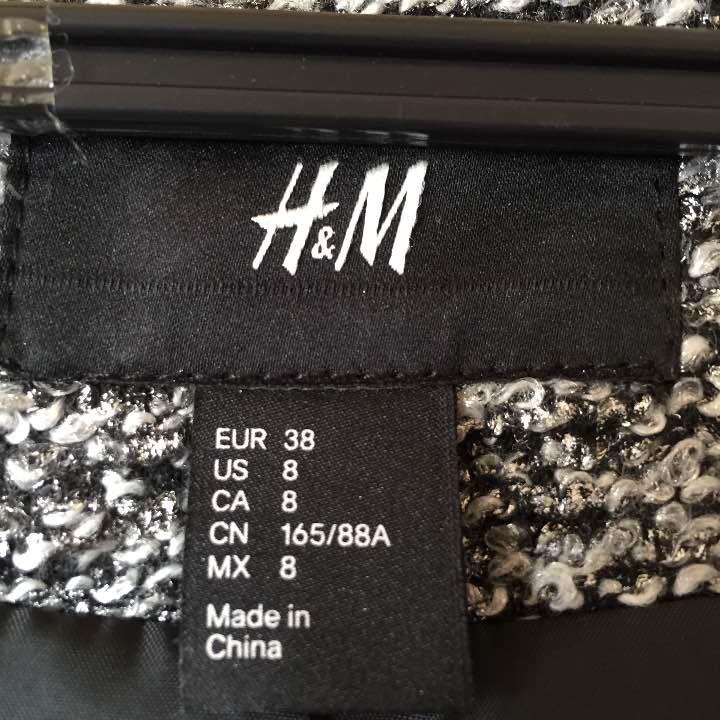 H&M
EUR 38
US 8
CA 8
CN 165/88A
MX 8
Made in
China